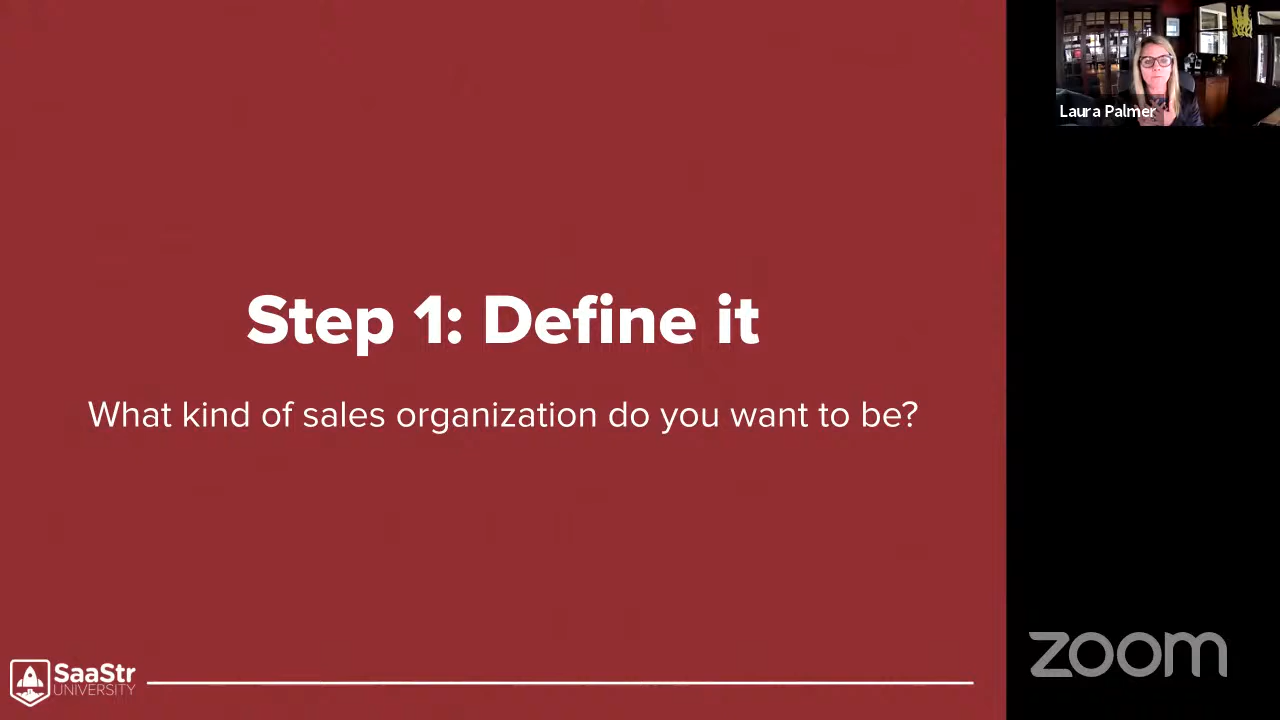 Laura Palmer
Step 1: Define it
What kind of sales organization do you want to be?
SaaStr
UNIVERSITY
zoom